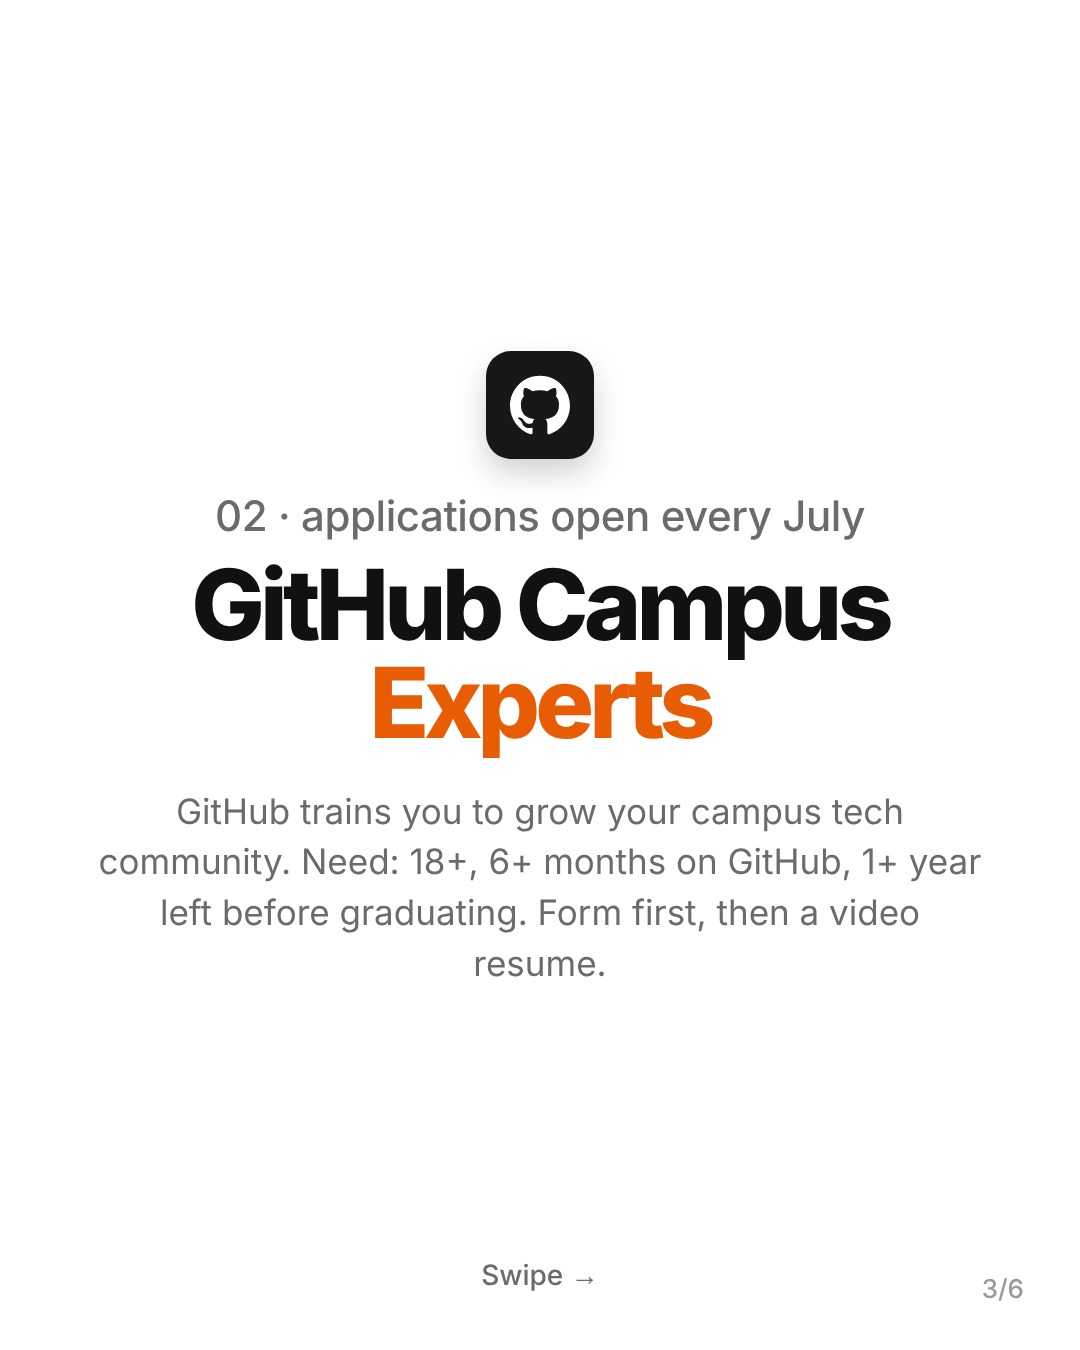 02 · applications open every July
GitHub Campus
Experts
GitHub trains you to grow your campus tech
community. Need: 18+, 6+ months on GitHub, 1+ year
left before graduating. Form first, then a video
resume.
Swipe →
3/6